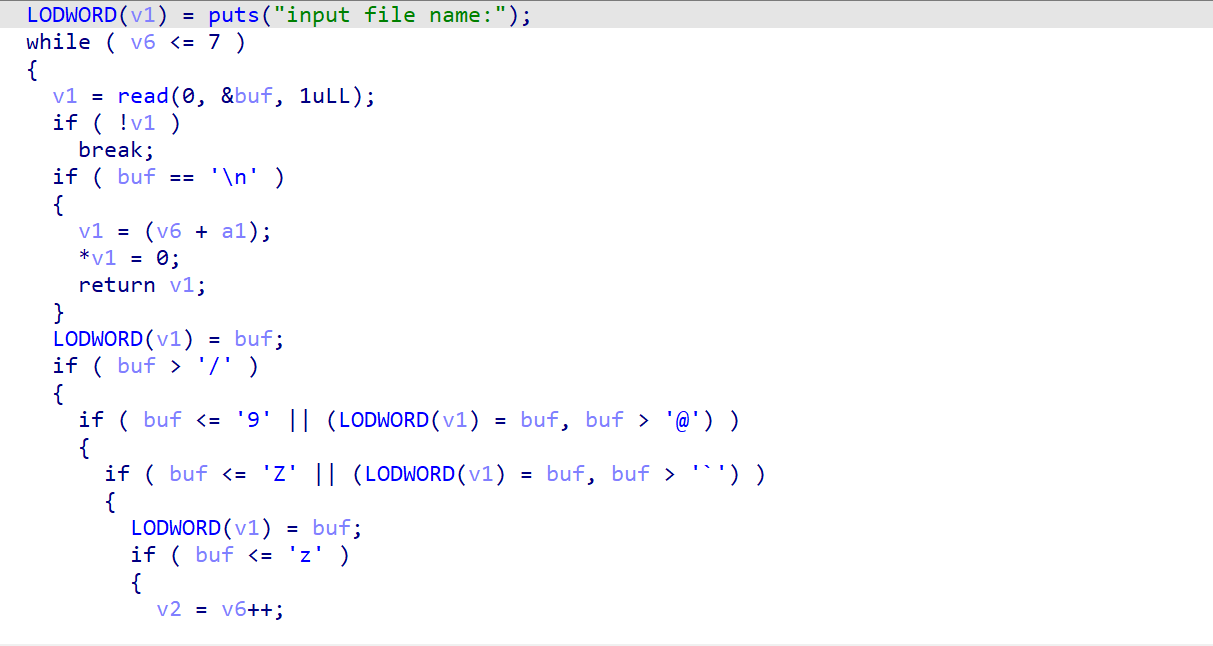 LODWORD(v1) = puts("input file name:");
while ( v6 <= 7 )
{
  v1 = read(0, &buf, 1uLL);
  if ( !v1 )
    break;
  if ( buf == '\n' )
  {
    v1 = (v6 + a1);
    *v1 = 0;
    return v1;
  }
  LODWORD(v1) = buf;
  if ( buf > '/' )
  {
    if ( buf <= '9' || (LODWORD(v1) = buf, buf > '@') )
    {
      if ( buf <= 'Z' || (LODWORD(v1) = buf, buf > '`') )
      {
        LODWORD(v1) = buf;
        if ( buf <= 'z' )
        {
          v2 = v6++;